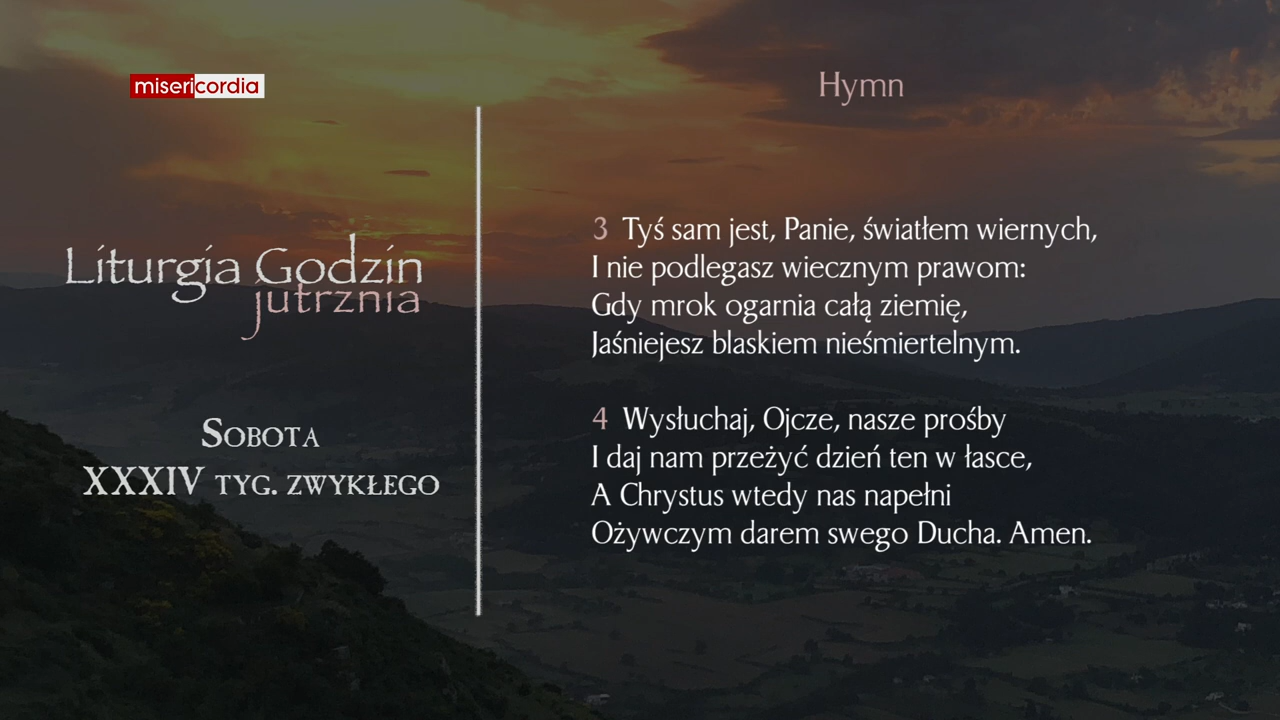 misericordia
Liturgia Godzin
jutrznia
Sobota
XXXIV tyg. zwykłego
Hymn
3 Tyś sam jest, Panie, światłem wiernych,
I nie podlegasz wiecznym prawom:
Gdy mrok ogarnia całą ziemię,
Jaśniejesz blaskiem nieśmiertelnym.
4 Wysłuchaj, Ojcze, nasze prośby
I daj nam przeżyć dzień ten w łasce,
A Chrystus wtedy nas napełni
Ożywczym darem swego Ducha. Amen.